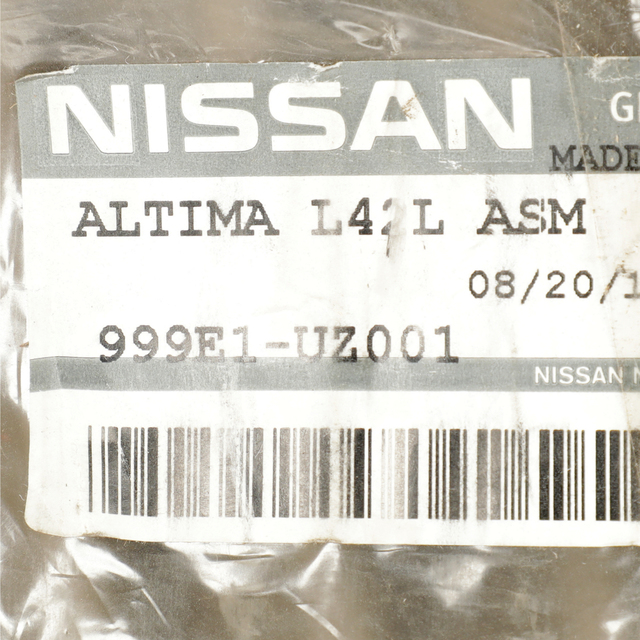 NISSAN
MADE
ALTIMA L42L ASM
08/20/1
999E1-UZ001
NISSAN